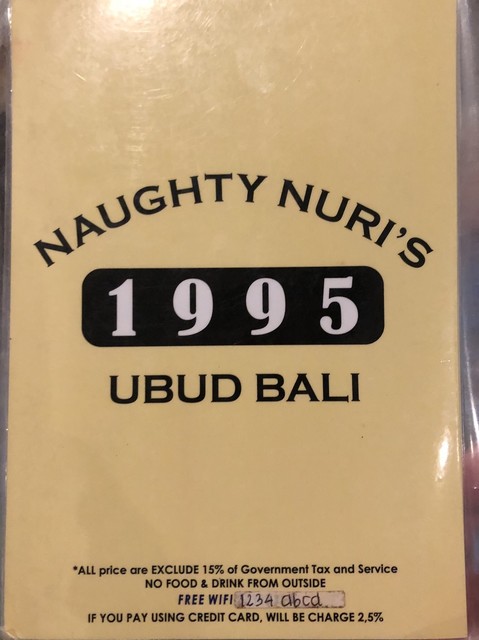 NAUGHTY NURI'S
1995
UBUD BALI
*ALL price are EXCLUDE 15% of Government Tax and Service
NO FOOD & DRINK FROM OUTSIDE
FREE WIFI 1234 abcd
IF YOU PAY USING CREDIT CARD, WILL BE CHARGE 2,5%